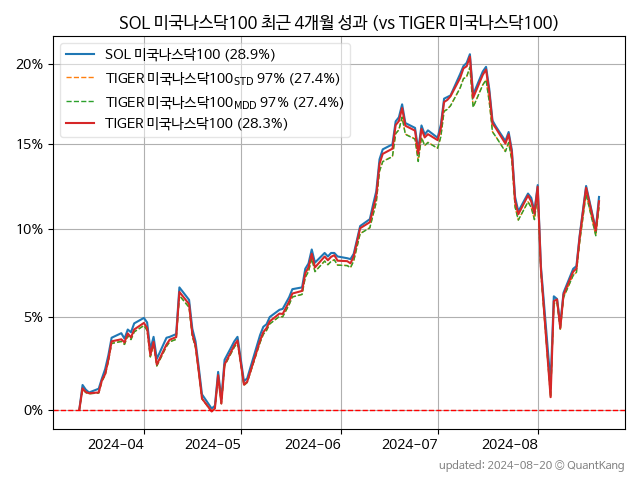 SOL 미국나스닥100 최근 4개월 성과 (vs TIGER 미국나스닥100)
SOL 미국나스닥100 (28.9%)
TIGER 미국나스닥100STD 97% (27.4%)
TIGER 미국나스닥100MDD 97% (27.4%)
TIGER 미국나스닥100 (28.3%)
20%
15%
10%
5%
0%
2024-04 2024-05 2024-06 2024-07 2024-08
updated: 2024-08-20 © QuantKang